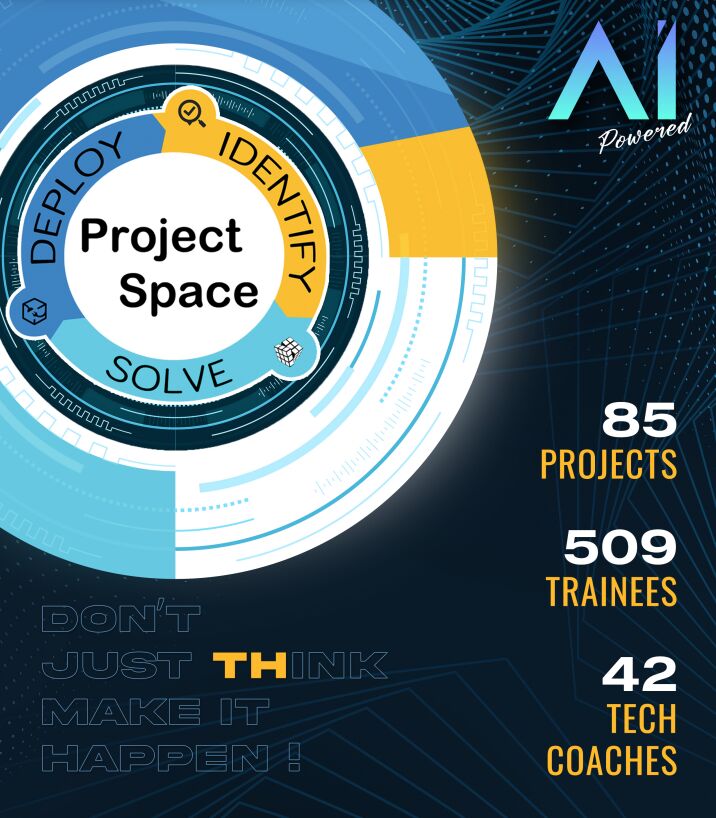 AI
Powered
DEPLOY
IDENTIFY
SOLVE
Project
Space
85
PROJECTS
509
TRAINEES
42
TECH
COACHES
DON'T
JUST THINK
MAKE IT
HAPPEN !